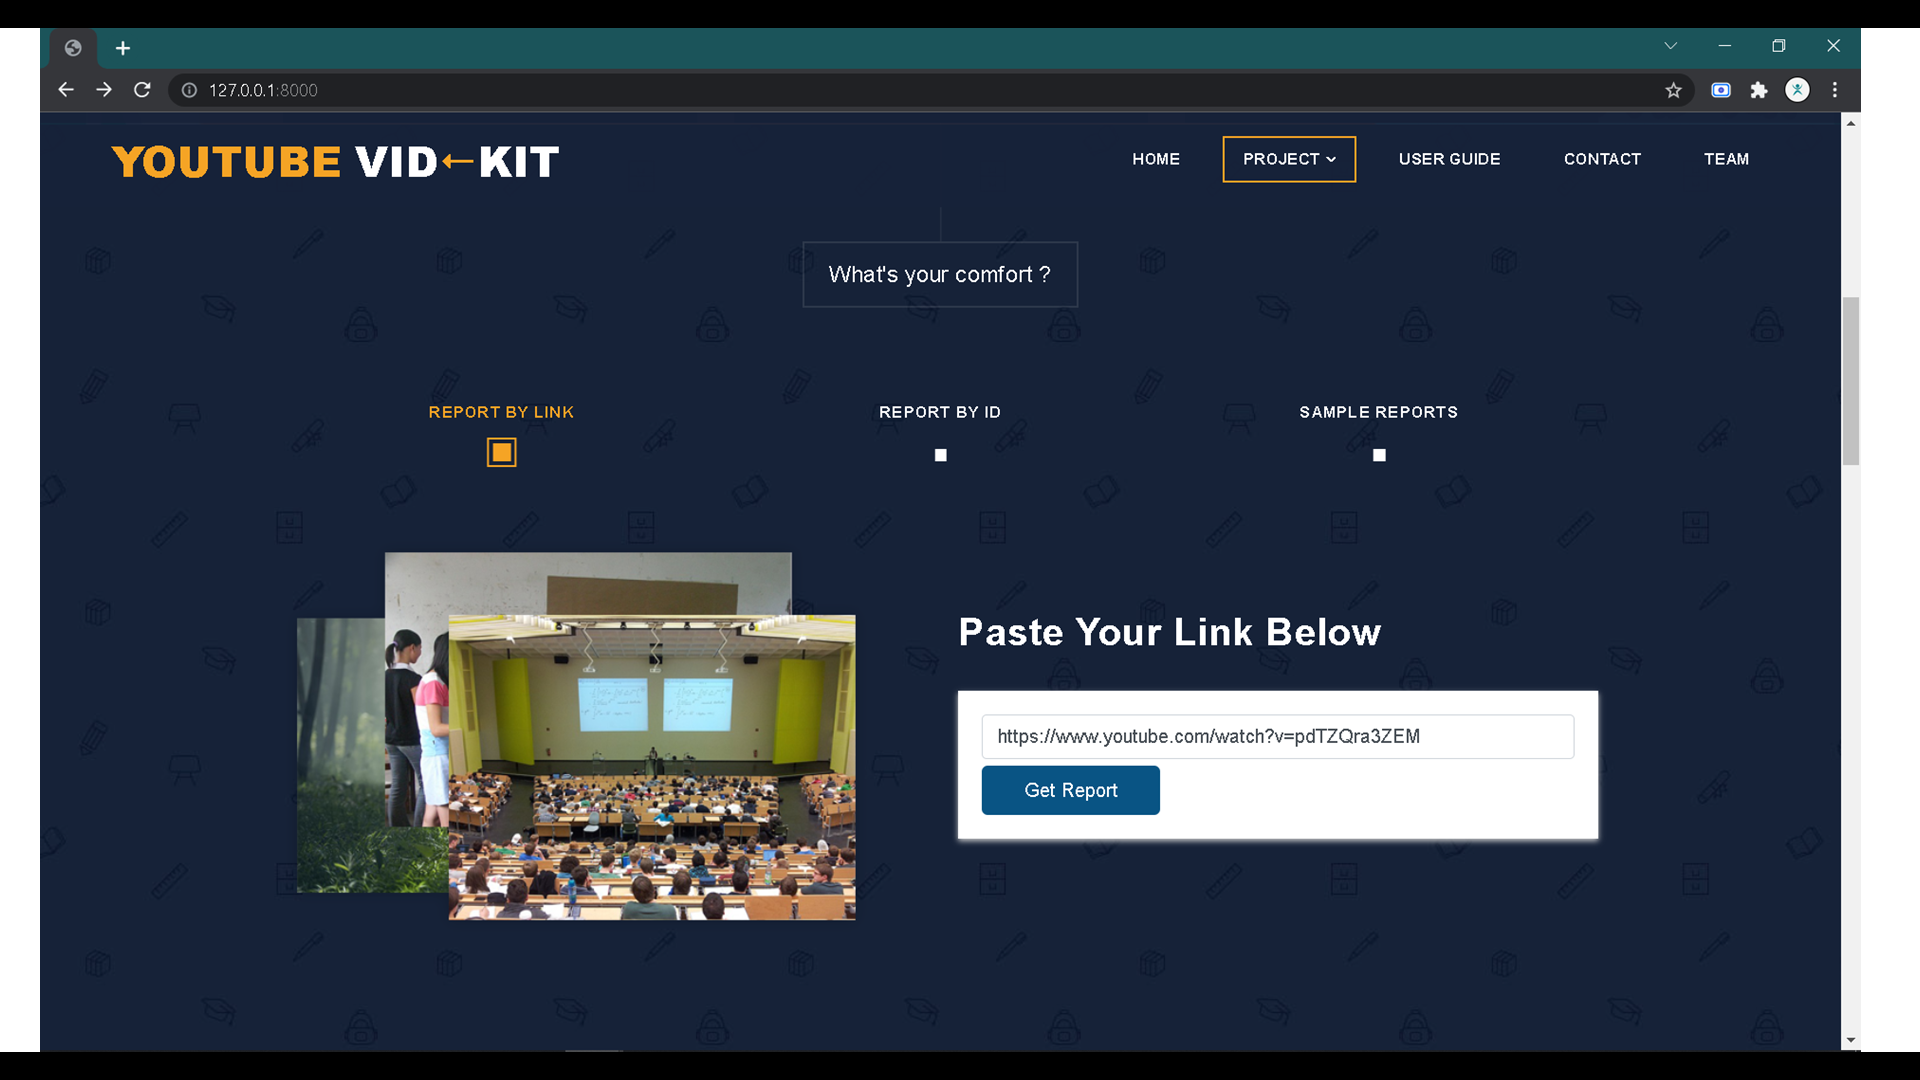 127.0.0.1:8000
YOUTUBE VID←KIT
HOME
PROJECT
USER GUIDE
CONTACT
TEAM
What's your comfort ?
REPORT BY LINK
REPORT BY ID
SAMPLE REPORTS
Paste Your Link Below
https://www.youtube.com/watch?v=pdTZQra3ZEM
Get Report